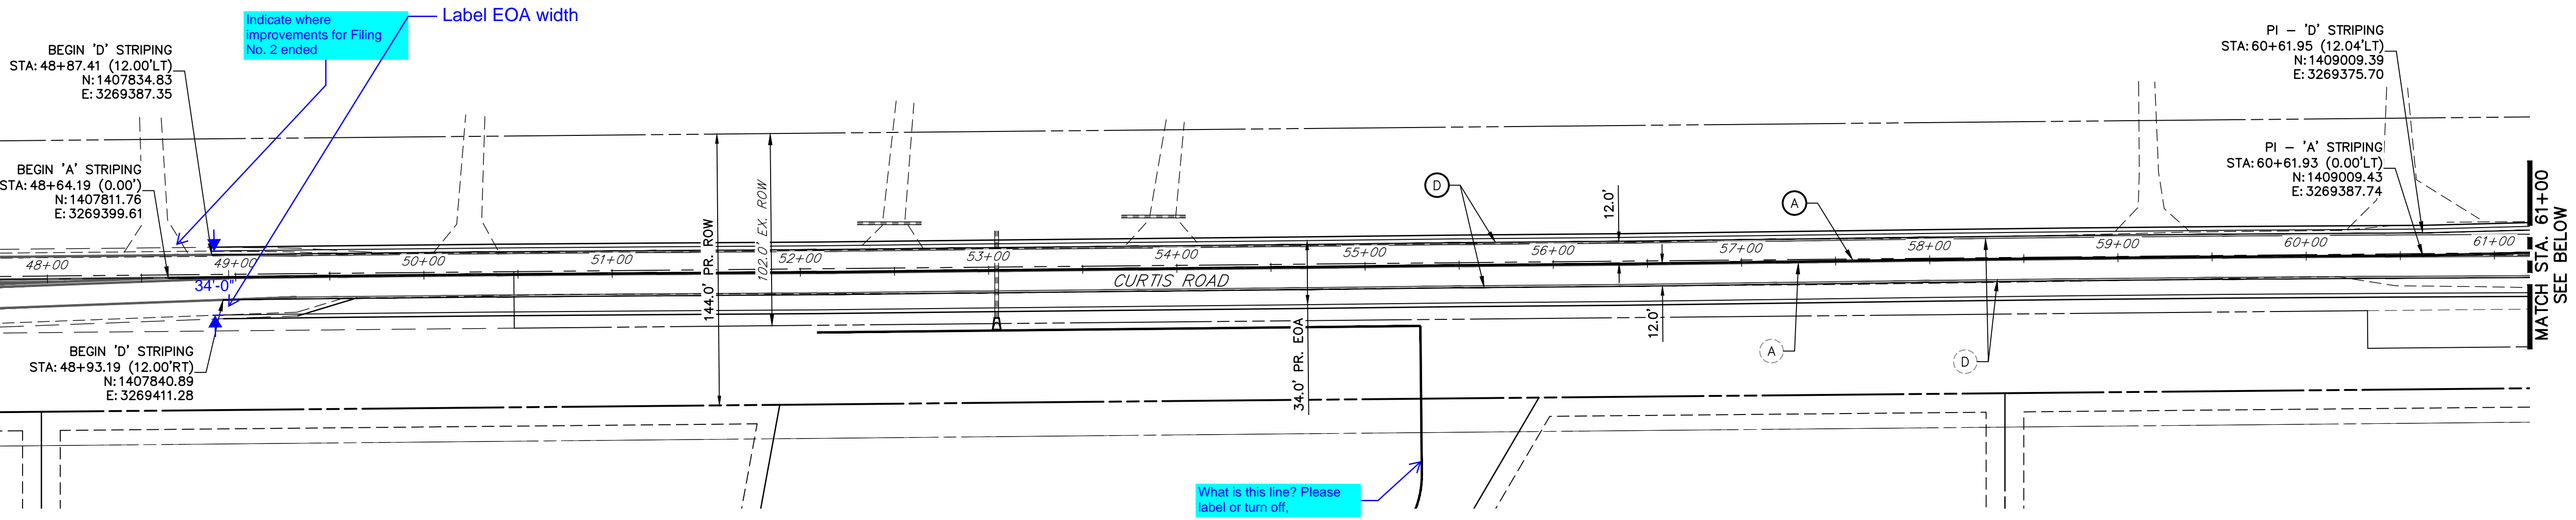 Indicate where
improvements for Filing
No. 2 ended
Label EOA width
BEGIN 'D' STRIPING
STA: 48+87.41 (12.00'LT)
N: 1407834.83
E: 3269387.35
BEGIN 'A' STRIPING
STA: 48+64.19 (0.00')
N: 1407811.76
E: 3269399.61
34'-0"
BEGIN 'D' STRIPING
STA: 48+93.19 (12.00'RT)
N: 1407840.89
E: 3269411.28
144.0' PR. ROW
102.0' EX. ROW
48+00
49+00
50+00
51+00
52+00
53+00
54+00
55+00
56+00
57+00
58+00
59+00
60+00
61+00
CURTIS ROAD
34.0' PR. EOA
D
12.0'
12.0'
A
A
D
What is this line? Please
label or turn off,
PI - 'D' STRIPING
STA: 60+61.95 (12.04'LT)
N: 1409009.39
E: 3269375.70
PI - 'A' STRIPING
STA: 60+61.93 (0.00'LT)
N: 1409009.43
E: 3269387.74
MATCH STA. 61+00
SEE BELOW